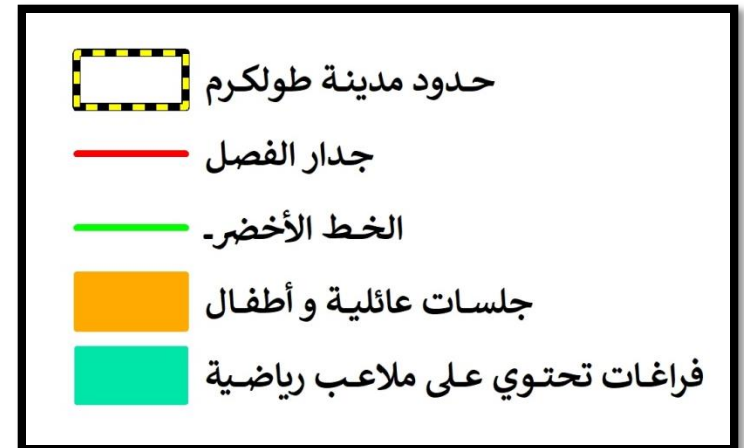 حدود مدينة طولكرم
جدار الفصل
الخط الأخضر
جلسات عائلية و أطفال
فراغات تحتوي على ملاعب رياضية